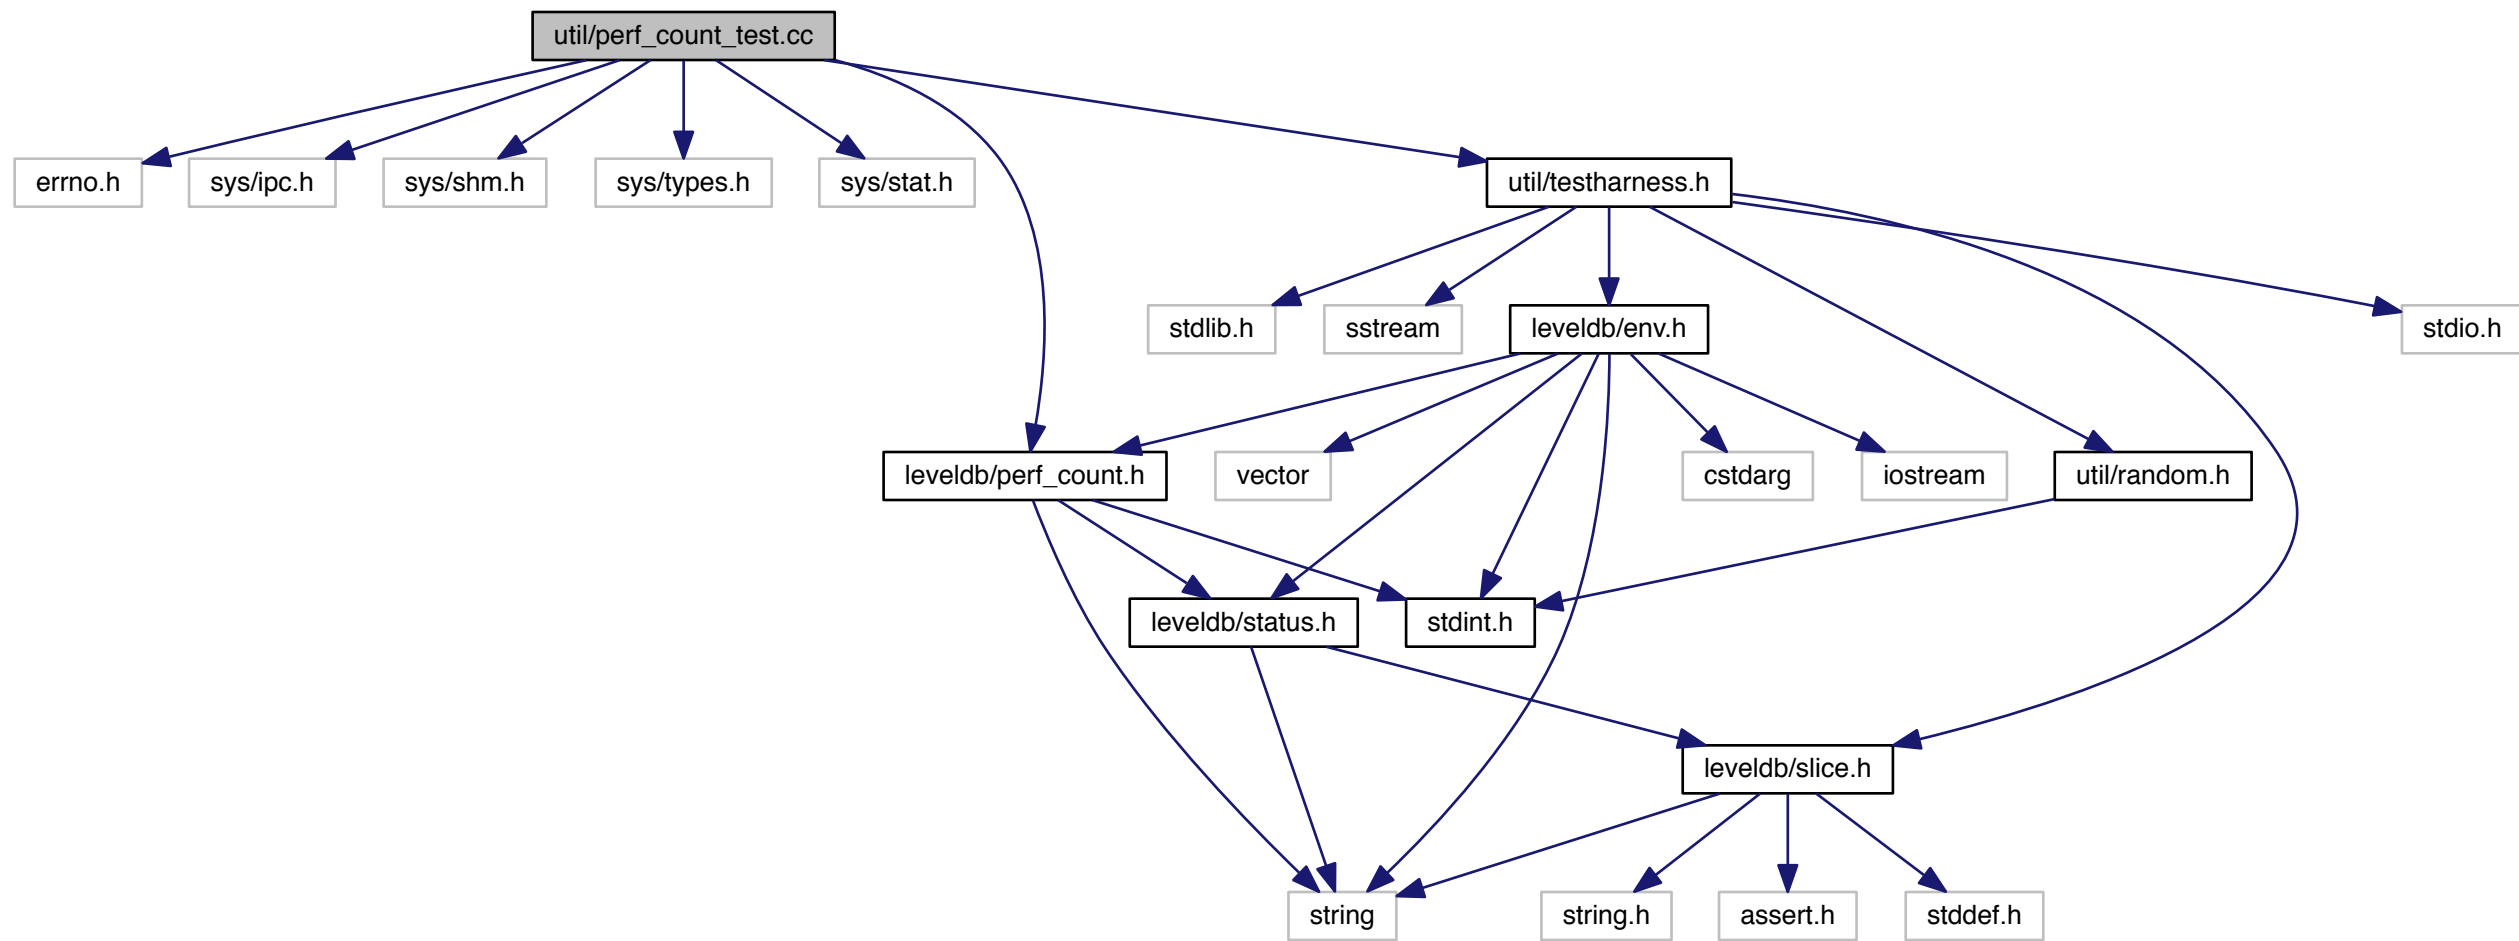 util/perf_count_test.cc
errno.h
sys/ipc.h
sys/shm.h
sys/types.h
sys/stat.h
util/testharness.h
stdlib.h
sstream
leveldb/env.h
stdio.h
leveldb/perf_count.h
vector
cstdarg
iostream
util/random.h
leveldb/status.h
stdint.h
leveldb/slice.h
string
string.h
assert.h
stddef.h